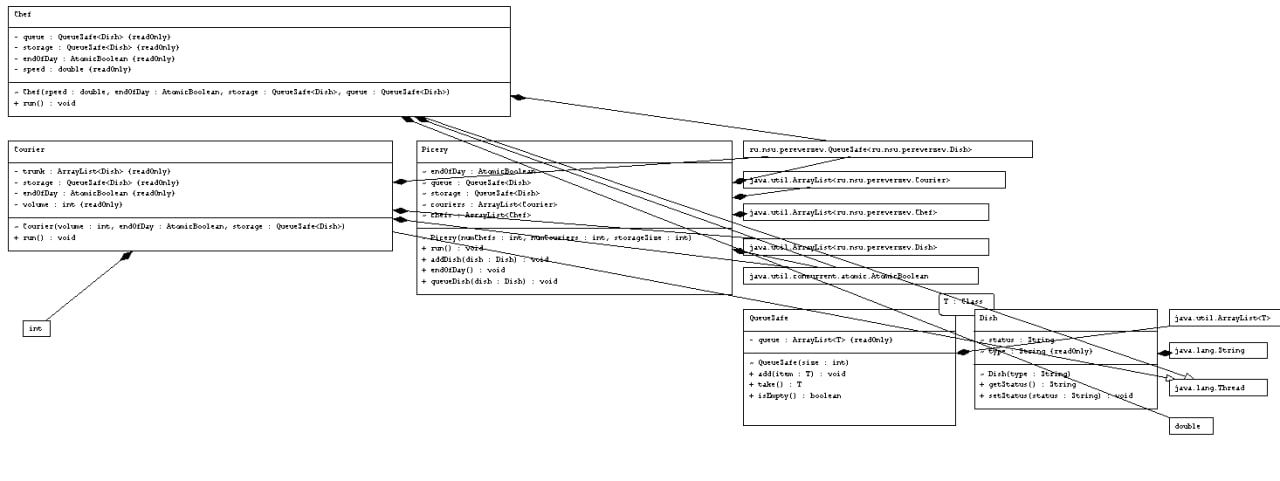 Chef
- queue : QueueSafe<Dish> {readOnly}
- storage : QueueSafe<Dish> {readOnly}
- endOfDay : AtomicBoolean {readOnly}
- speed : double {readOnly}
~ Chef(speed : double, endOfDay : AtomicBoolean, storage : QueueSafe<Dish>, queue : QueueSafe<Dish>)
+ run() : void
Courier
- trunk : ArrayList<Dish> {readOnly}
- storage : QueueSafe<Dish> {readOnly}
- endOfDay : AtomicBoolean {readOnly}
- volume : int {readOnly}
~ Courier(volume : int, endOfDay : AtomicBoolean, storage : QueueSafe<Dish>)
+ run() : void
Picery
~ endOfDay : AtomicBoolean
~ queue : QueueSafe<Dish>
~ storage : QueueSafe<Dish>
~ couriers : ArrayList<Courier>
~ chefs : ArrayList<Chef>
~ Picery(numChefs : int, numCouriers : int, storageSize : int)
+ run() : void
+ addDish(dish : Dish) : void
+ endOfDay() : void
+ queueDish(dish : Dish) : void
ru.nsu.perevermev.QueueSafe<ru.nsu.perevermev.Dish>
java.util.ArrayList<ru.nsu.perevermev.Courier>
java.util.ArrayList<ru.nsu.perevermev.Chef>
java.util.ArrayList<ru.nsu.perevermev.Dish>
java.util.concurrent.atomic.AtomicBoolean
int
T : Class
QueueSafe
- queue : ArrayList<T> {readOnly}
~ QueueSafe(size : int)
+ add(item : T) : void
+ take() : T
+ isEmpty() : boolean
Dish
~ status : String
~ type : String {readOnly}
~ Dish(type : String)
+ getStatus() : String
+ setStatus(status : String) : void
java.util.ArrayList<T>
java.lang.String
java.lang.Thread
double